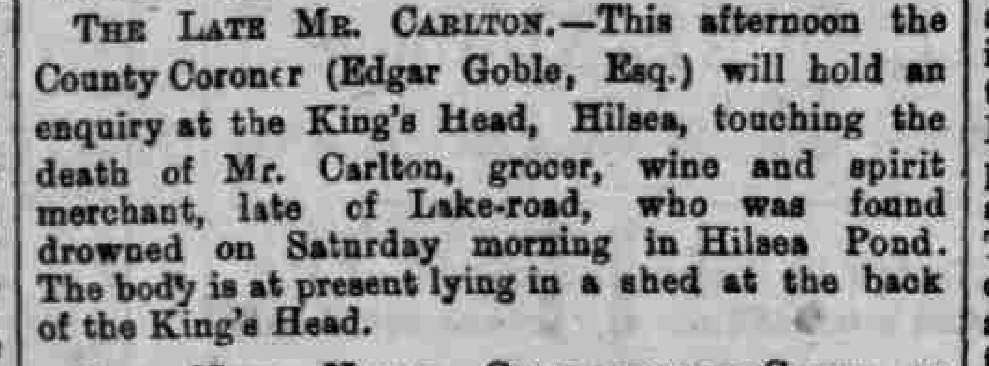 THE LATE MR. CARLTON.—This afternoon the
County Coroner (Edgar Goble, Esq.) will hold an
enquiry at the King's Head, Hilsea, touching the
death of Mr. Carlton, grocer, wine and spirit
merchant, late of Lake-road, who was found
drowned on Saturday morning in Hilsea Pond.
The body is at present lying in a shed at the back
of the King's Head.